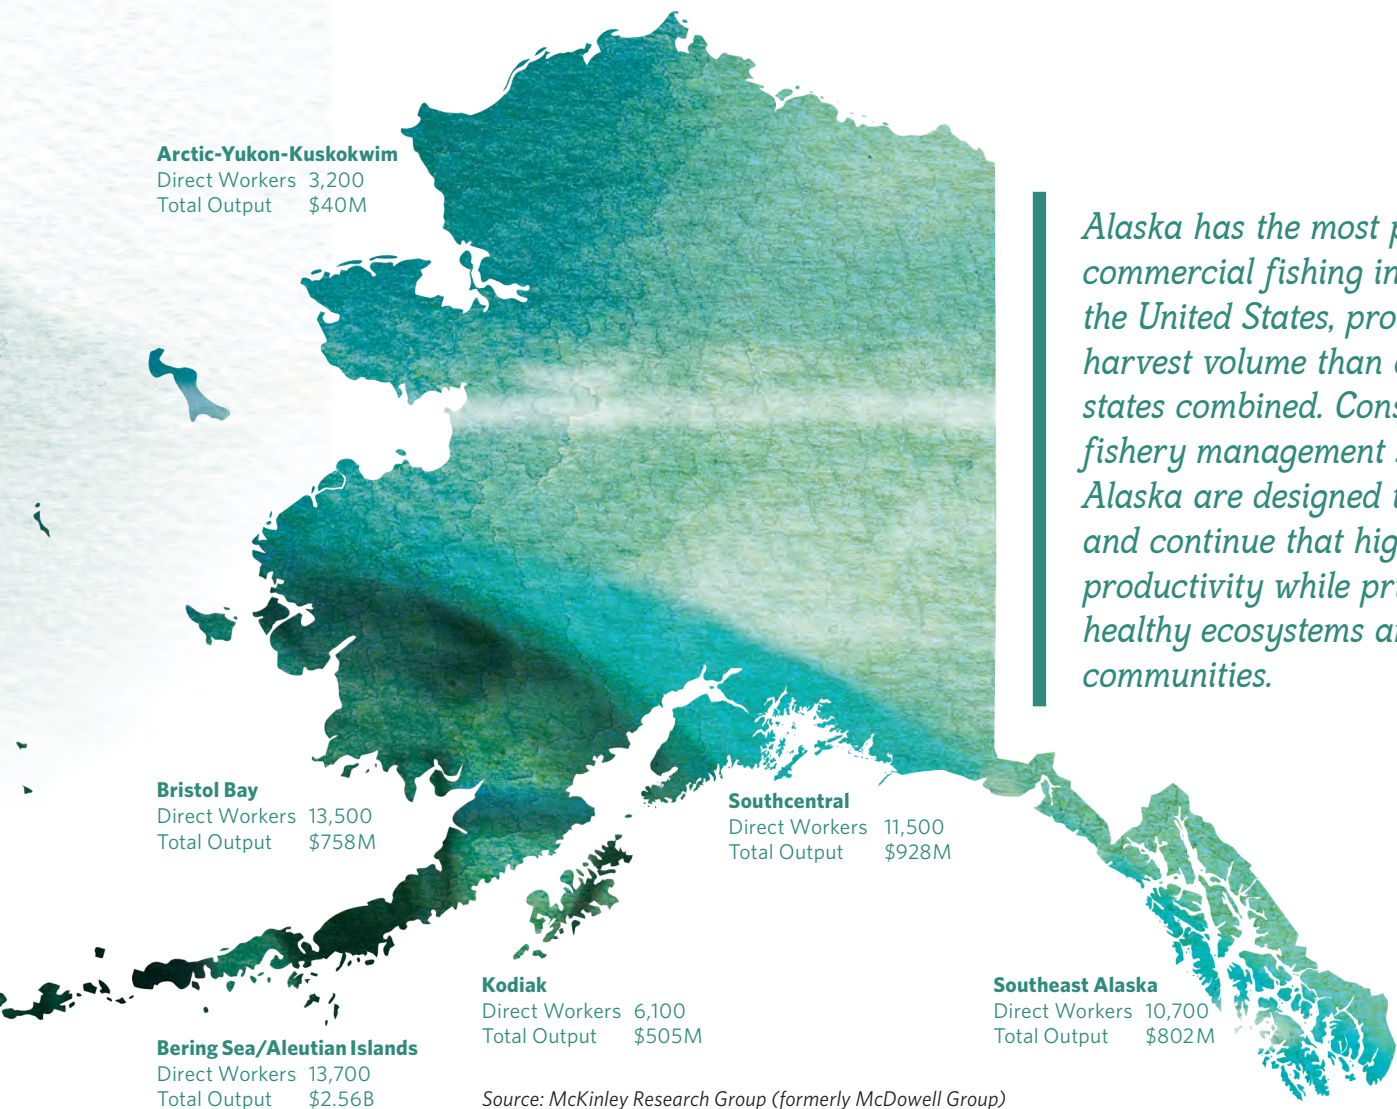 Arctic-Yukon-Kuskokwim
Direct Workers 3,200
Total Output $40M
Alaska has the most
commercial fishing
the United States,
harvest volume than
states combined.
fishery management
Alaska are designed
and continue that
productivity while
healthy ecosystems
communities.
Bristol Bay
Direct Workers 13,500
Total Output $758M
Southcentral
Direct Workers 11,500
Total Output $928M
Kodiak
Direct Workers 6,100
Total Output $505M
Southeast Alaska
Direct Workers 10,700
Total Output $802M
Bering Sea/Aleutian Islands
Direct Workers 13,700
Total Output $2.56B
Source: McKinley Research Group (formerly McDowell Group)